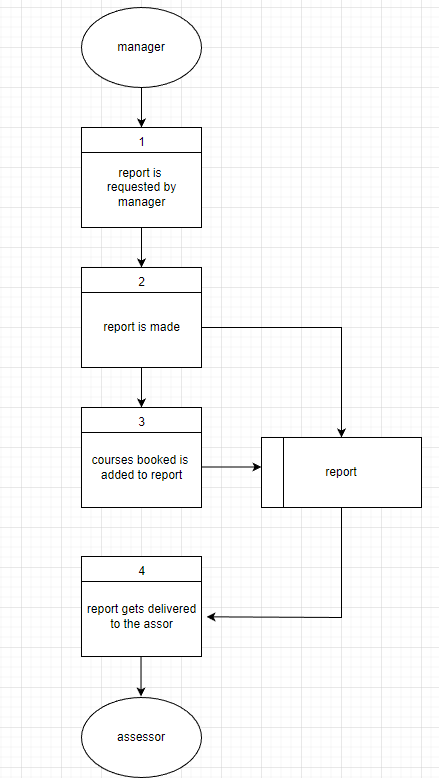 manager
1
report is
requested by
manager
2
report is made
3
courses booked is
added to report
report
4
report gets delivered
to the assor
assessor